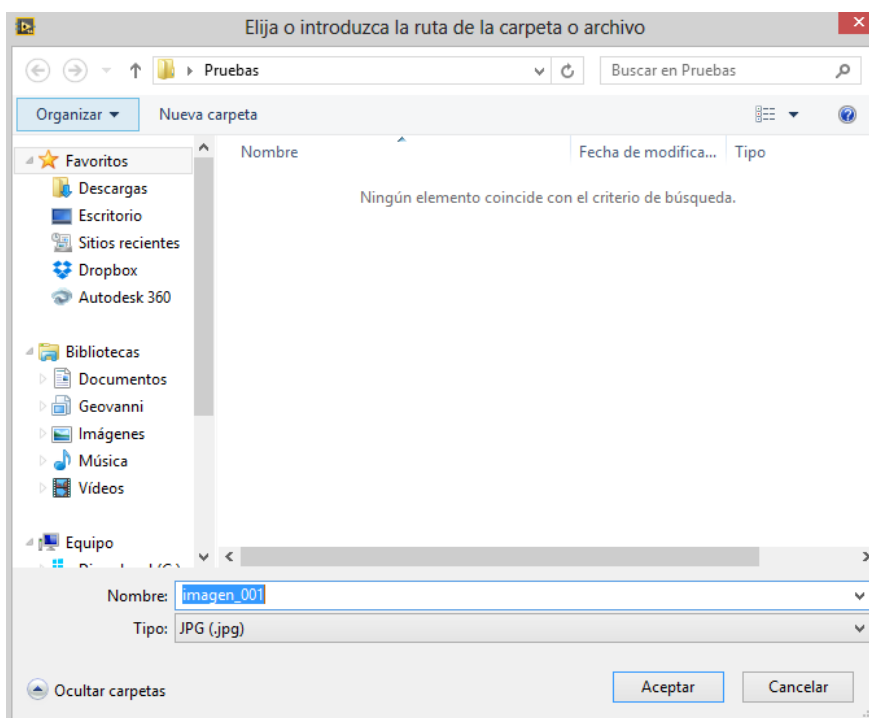 Elija o introduzca la ruta de la carpeta o archivo
Pruebas
Buscar en Pruebas
Organizar
Nueva carpeta
Nombre Fecha de modifica... Tipo
Favoritos
Ningún elemento coincide con el criterio de búsqueda.
Descargas
Escritorio
Sitios recientes
Dropbox
Autodesk 360
Bibliotecas
Documentos
Geovanni
Imágenes
Música
Vídeos
Equipo
Nombre: imagen_001
Tipo: JPG (.jpg)
Ocultar carpetas
Aceptar
Cancelar